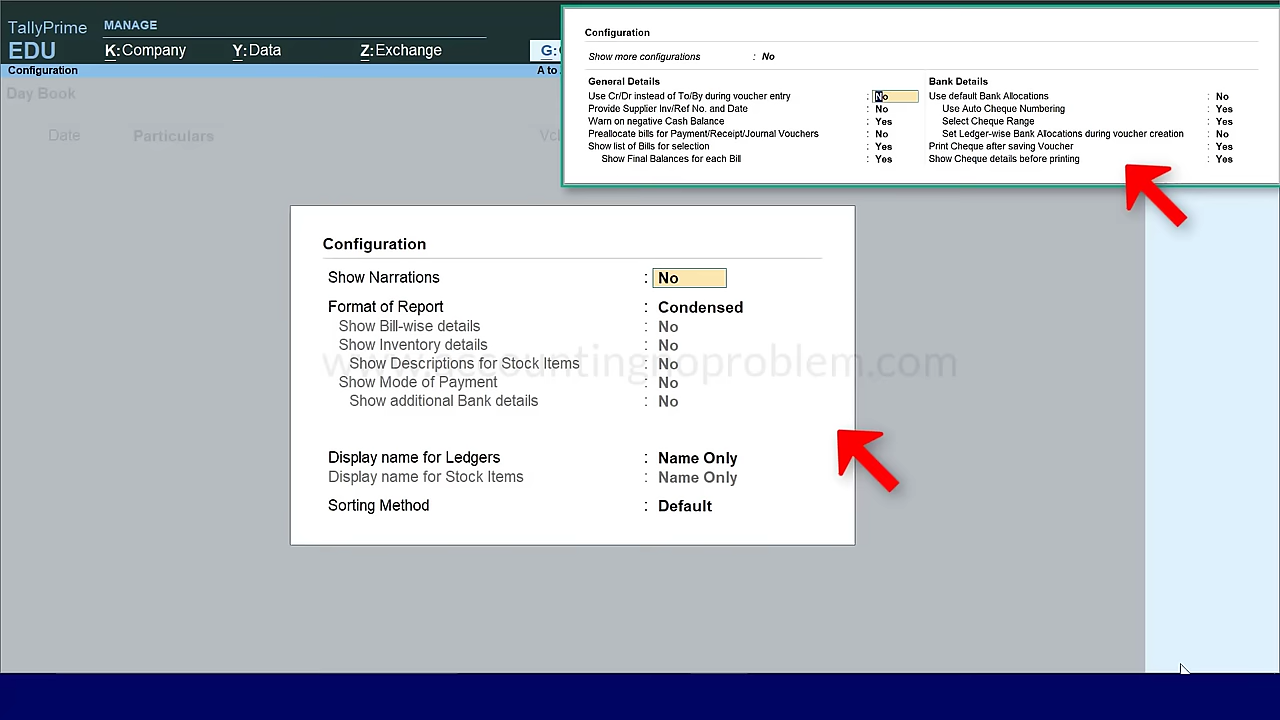 TallyPrime
EDU
MANAGE
K:Company Y:Data Z:Exchange G:
Configuration A to
Day Book
Date Particulars
Configuration
Show more configurations : No
General Details Bank Details
Use Cr/Dr instead of To/By during voucher entry : No Use default Bank Allocations : No
Provide Supplier Inv/Ref No. and Date : No Use Auto Cheque Numbering : Yes
Warn on negative Cash Balance : Yes Select Cheque Range : Yes
Preallocate bills for Payment/Receipt/Journal Vouchers : No Set Ledger-wise Bank Allocations during voucher creation : No
Show list of Bills for selection : Yes Print Cheque after saving Voucher : Yes
Show Final Balances for each Bill : Yes Show Cheque details before printing : Yes
Configuration
Show Narrations : No
Format of Report : Condensed
Show Bill-wise details : No
Show Inventory details : No
Show Descriptions for Stock Items : No
www.accountingnoproblem.com
Show Mode of Payment : No
Show additional Bank details : No
Display name for Ledgers : Name Only
Display name for Stock Items : Name Only
Sorting Method : Default